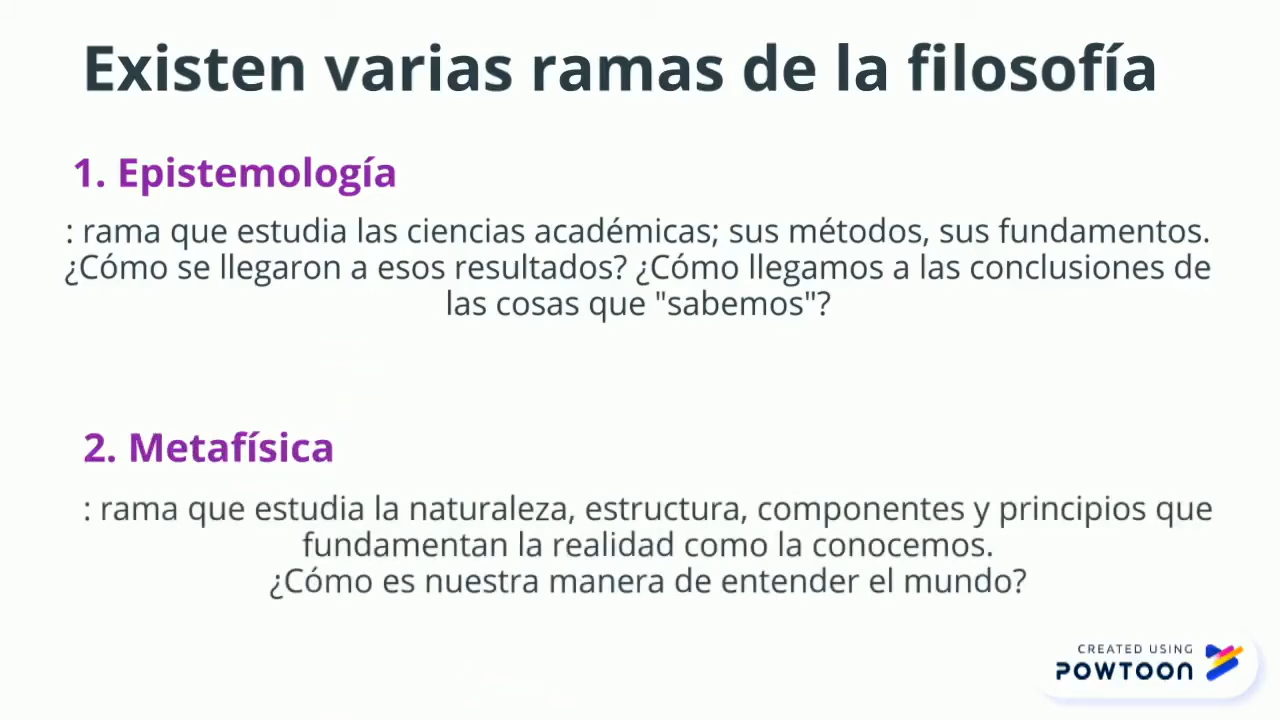 Existen varias ramas de la filosofía
1. Epistemología
: rama que estudia las ciencias académicas; sus métodos, sus fundamentos.
¿Cómo se llegaron a esos resultados? ¿Cómo llegamos a las conclusiones de
las cosas que "sabemos"?
2. Metafísica
: rama que estudia la naturaleza, estructura, componentes y principios que
fundamentan la realidad como la conocemos.
¿Cómo es nuestra manera de entender el mundo?
CREATED USING
POWTOON